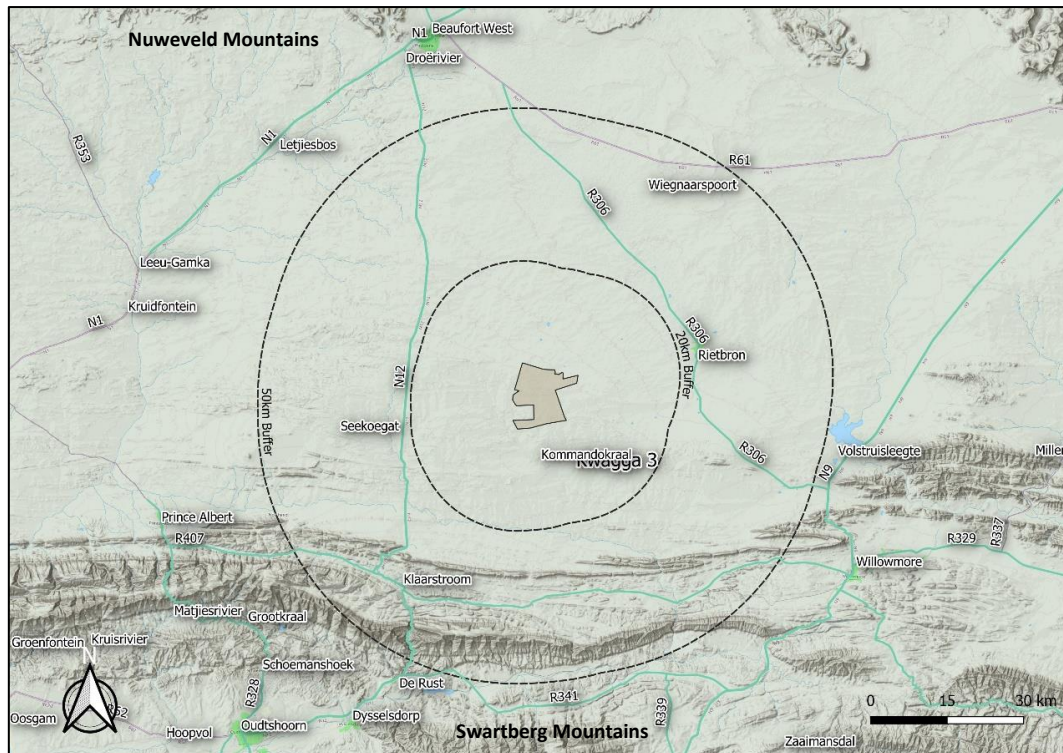 N1
Beaufort West
Nuweveld Mountains
Droërivier
N1
Letjiesbos
R353
R61
Wiegnaarspoort
R306
Leeu-Gamka
Kruidfontein
N1
R306
Rietbron
20km Buffer
N12
50km Buffer
Seekoegat
Kommandokraal
Kwagga 3
R306
Volstruisleegte
Miller
N9
Prince Albert
R407
R337
R329
Willowmore
Klaarstroom
Matjiesrivier
Grootkraal
Groenfontein
Kruisrivier
N
Schoemanshoek
De Rust
R328
R341
R339
0 15 30 km
Oosgam
R62
Hoopvol
Oudtshoorn
Dysselsdorp
Swartberg Mountains
Zaaimansdal